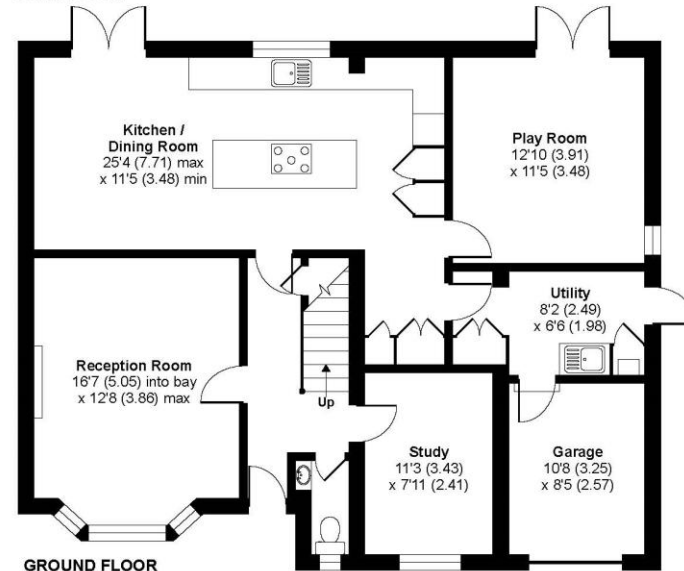 Kitchen /
Dining Room
25'4 (7.71) max
x 11'5 (3.48) min
Play Room
12'10 (3.91)
x 11'5 (3.48)
Utility
8'2 (2.49)
x 6'6 (1.98)
Reception Room
16'7 (5.05) into bay
x 12'8 (3.86) max
Up
Study
11'3 (3.43)
x 7'11 (2.41)
Garage
10'8 (3.25)
x 8'5 (2.57)
GROUND FLOOR